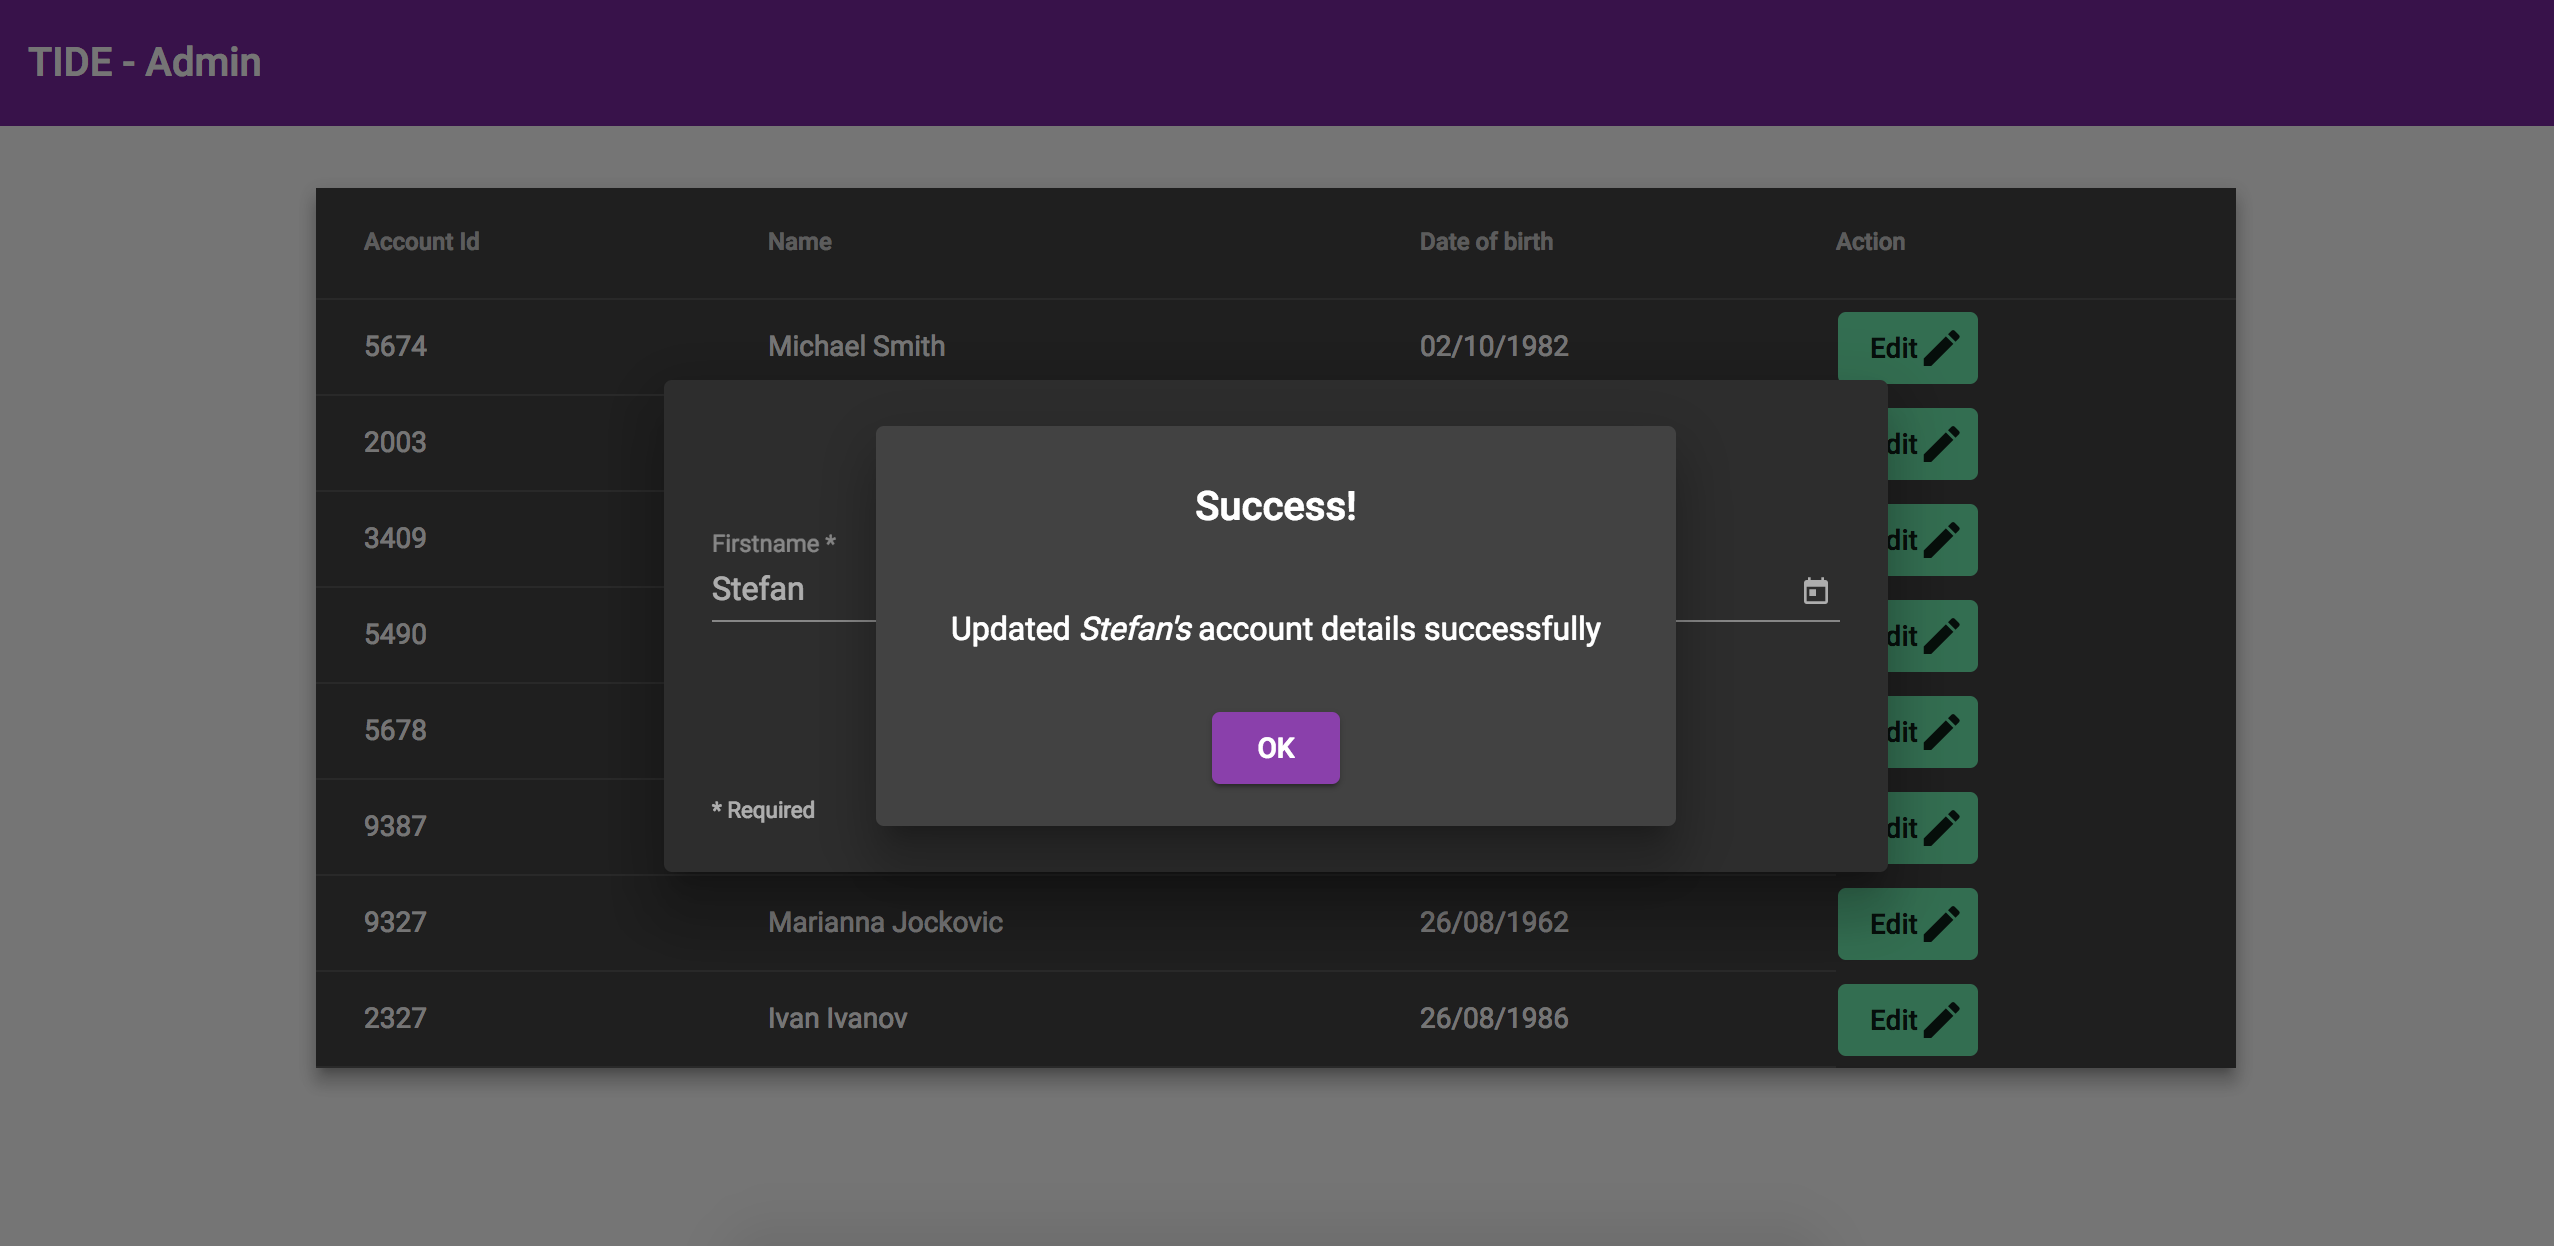 TIDE - Admin
Account Id Name Date of birth Action
5674 Michael Smith 02/10/1982 Edit
2003
3409
5490
5678
9387
Success!
Firstname *
Stefan
Updated Stefan's account details successfully
OK
* Required
dit
dit
dit
dit
dit
9327 Marianna Jockovic 26/08/1962 Edit
2327 Ivan Ivanov 26/08/1986 Edit